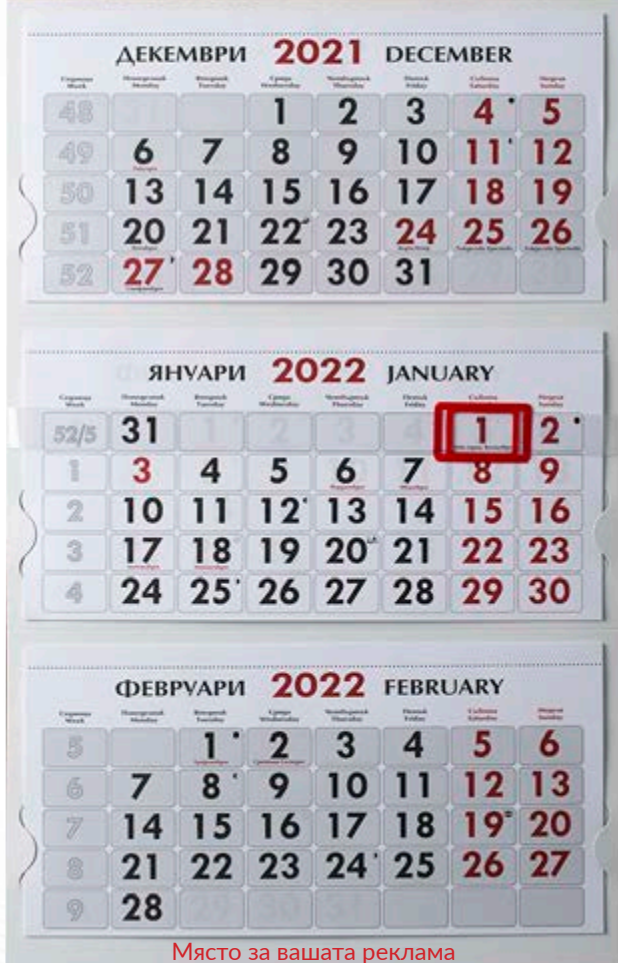 ДЕКЕМВРИ 2021 DECEMBER
48 1 2 3 4 5
49 6 7 8 9 10 11 12
50 13 14 15 16 17 18 19
51 20 21 22 23 24 25 26
52 27 28 29 30 31
ЯНУАРИ 2022 JANUARY
52/5 31 1 2
1 3 4 5 6 7 8 9
2 10 11 12 13 14 15 16
3 17 18 19 20 21 22 23
4 24 25 26 27 28 29 30
ФЕВРУАРИ 2022 FEBRUARY
5 1 2 3 4 5 6
6 7 8 9 10 11 12 13
7 14 15 16 17 18 19 20
8 21 22 23 24 25 26 27
9 28
Място за вашата реклама